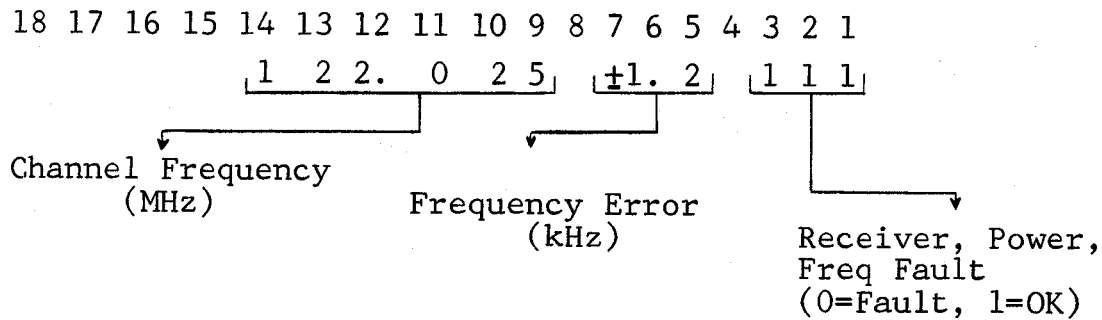 18 17 16 15 14 13 12 11 10 9 8 7 6 5 4 3 2 1
1 2 2. 0 2 5 ±1. 2 1 1 1
Channel Frequency
(MHz)
Frequency Error
(kHz)
Receiver, Power,
Freq Fault
(0=Fault, 1=OK)